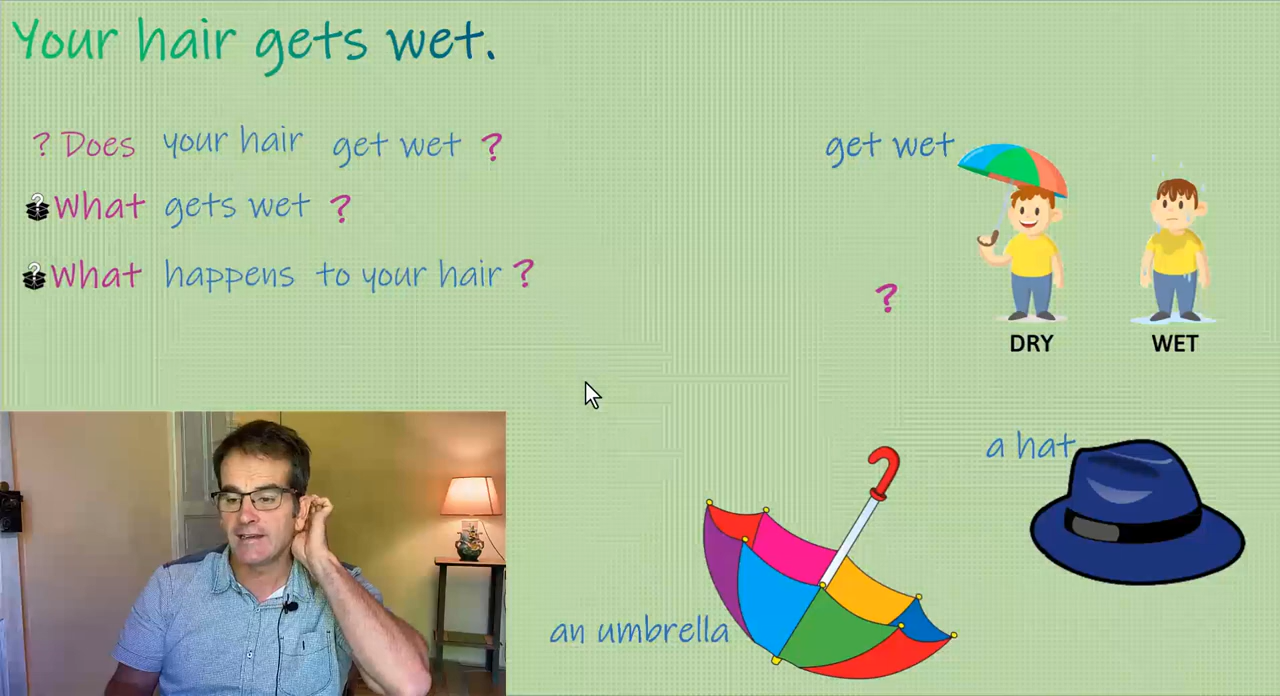 Your hair gets wet.
? Does your hair get wet ?
What gets wet ?
What happens to your hair ?
get wet
?
DRY
WET
a hat
an umbrella